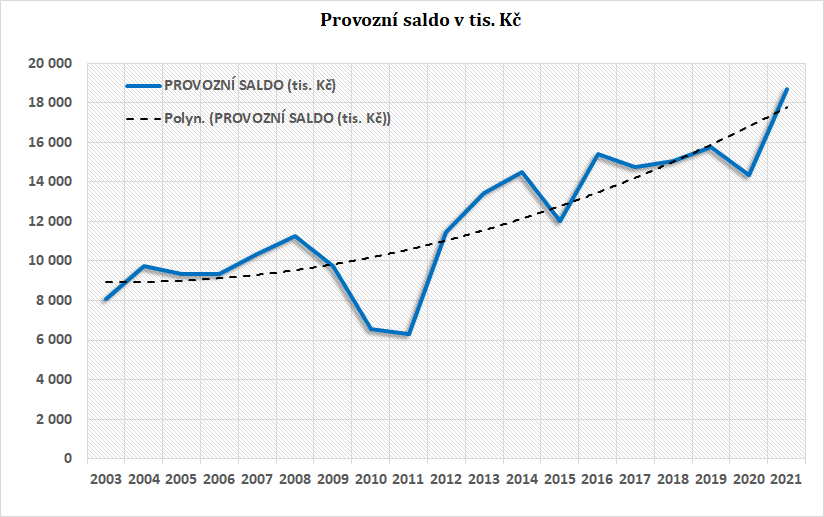 Provozní saldo v tis. Kč
20 000
PROVOZNÍ SALDO (tis. Kč)
18 000
Polyn. (PROVOZNÍ SALDO (tis. Kč))
16 000
14 000
12 000
10 000
8 000
6 000
4 000
2 000
0
2003 2004 2005 2006 2007 2008 2009 2010 2011 2012 2013 2014 2015 2016 2017 2018 2019 2020 2021